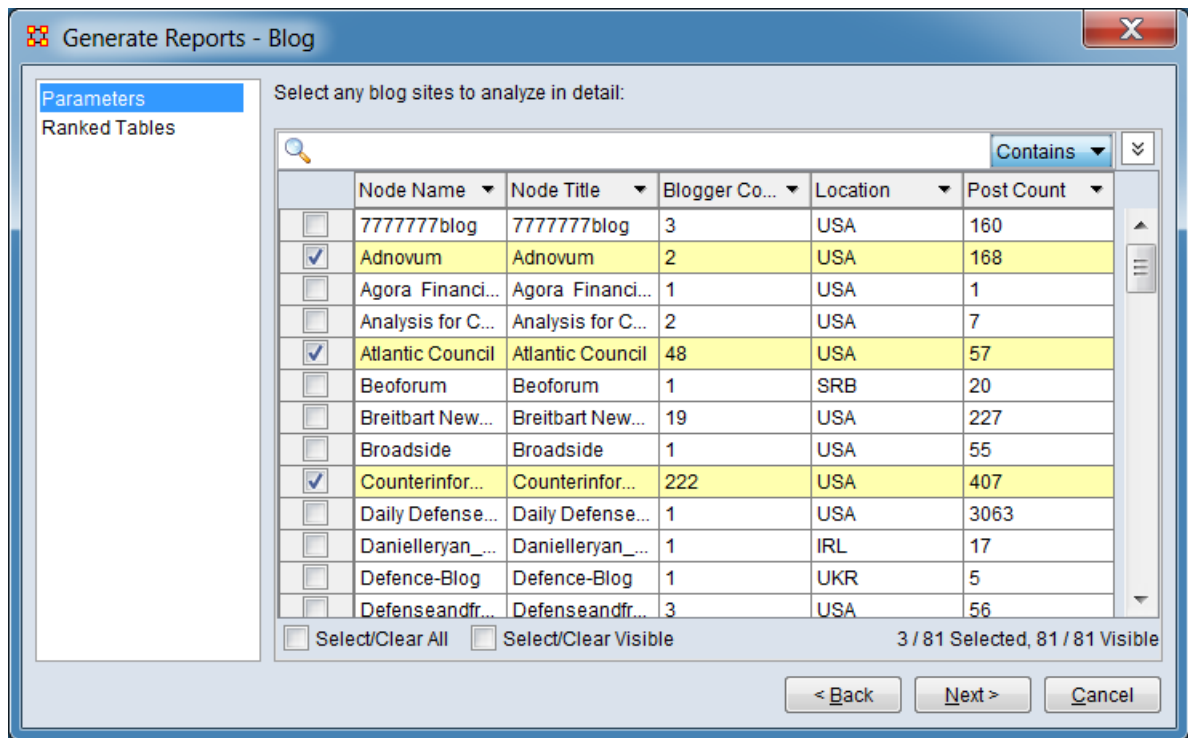 Generate Reports - Blog
Parameters
Ranked Tables
Select any blog sites to analyze in detail:
Contains
Node Name Node Title Blogger Co... Location Post Count
7777777blog 7777777blog 3 USA 160
Adnovum Adnovum 2 USA 168
Agora Financi... Agora Financi... 1 USA 1
Analysis for C... Analysis for C... 2 USA 7
Atlantic Council Atlantic Council 48 USA 57
Beoforum Beoforum 1 SRB 20
Breitbart New... Breitbart New... 19 USA 227
Broadside Broadside 1 USA 55
Counterinfor... Counterinfor... 222 USA 407
Daily Defense... Daily Defense... 1 USA 3063
Danielleryan_... Danielleryan_... 1 IRL 17
Defence-Blog Defence-Blog 1 UKR 5
Defenseandfr... Defenseandfr... 3 USA 56
Select/Clear All Select/Clear Visible 3 / 81 Selected, 81 / 81 Visible
< Back Next > Cancel